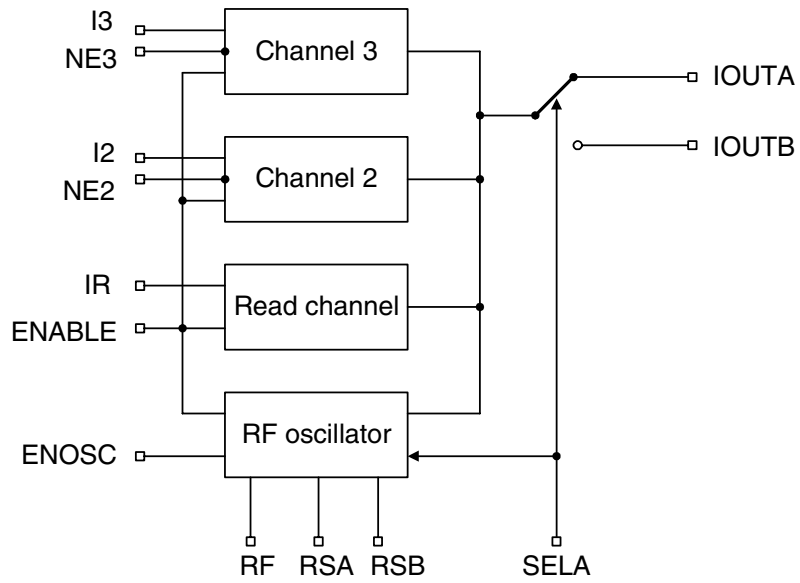 I3
NE3
Channel 3
IOUTA
IOUTB
I2
NE2
Channel 2
IR
ENABLE
Read channel
ENOSC
RF oscillator
RF RSA RSB SELA